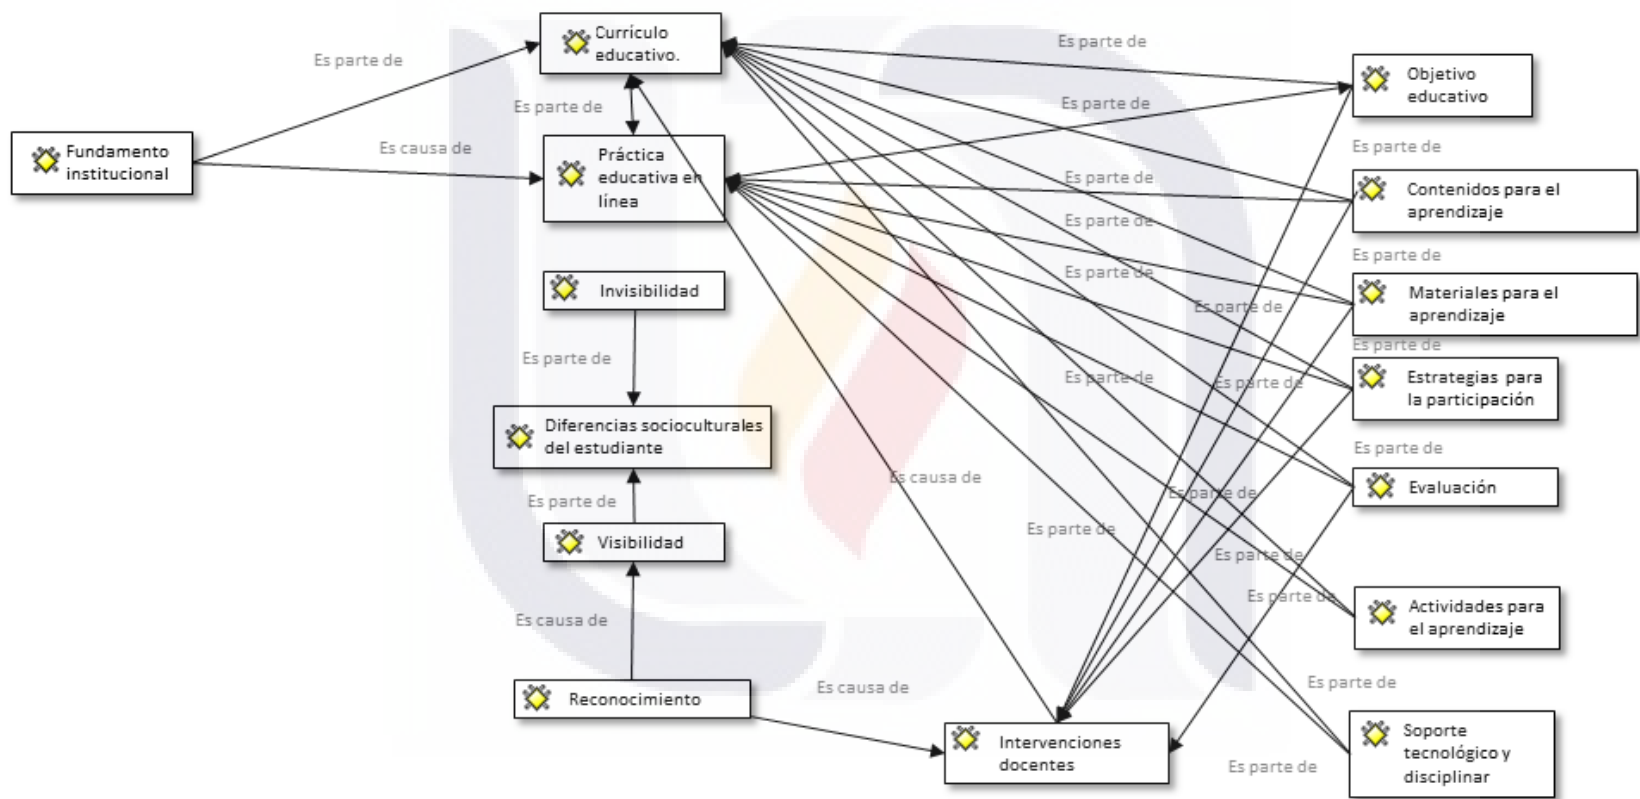 Currículo
educativo.
Es parte de
Es parte de
Objetivo
educativo
Es parte de
Es parte de
Es parte de
Fundamento
institucional
Es causa de
Práctica
educativa en
línea
Es parte de
Es parte de
Contenidos para el
aprendizaje
Es parte de
Es parte de
Es parte de
Invisibilidad
Es parte de
Materiales para el
aprendizaje
Es parte de
Es parte de
Es parte de
Es parte de
Estrategias para
la participación
Diferencias socioculturales
del estudiante
Es parte de
Es causa de
Evaluación
Es parte de
Es parte de
Es parte de
Visibilidad
Es parte de
Es parte de
Es causa de
Actividades para
el aprendizaje
Reconocimiento
Es causa de
Es parte de
Intervenciones
docentes
Es parte de
Soporte
tecnológico y
disciplinar